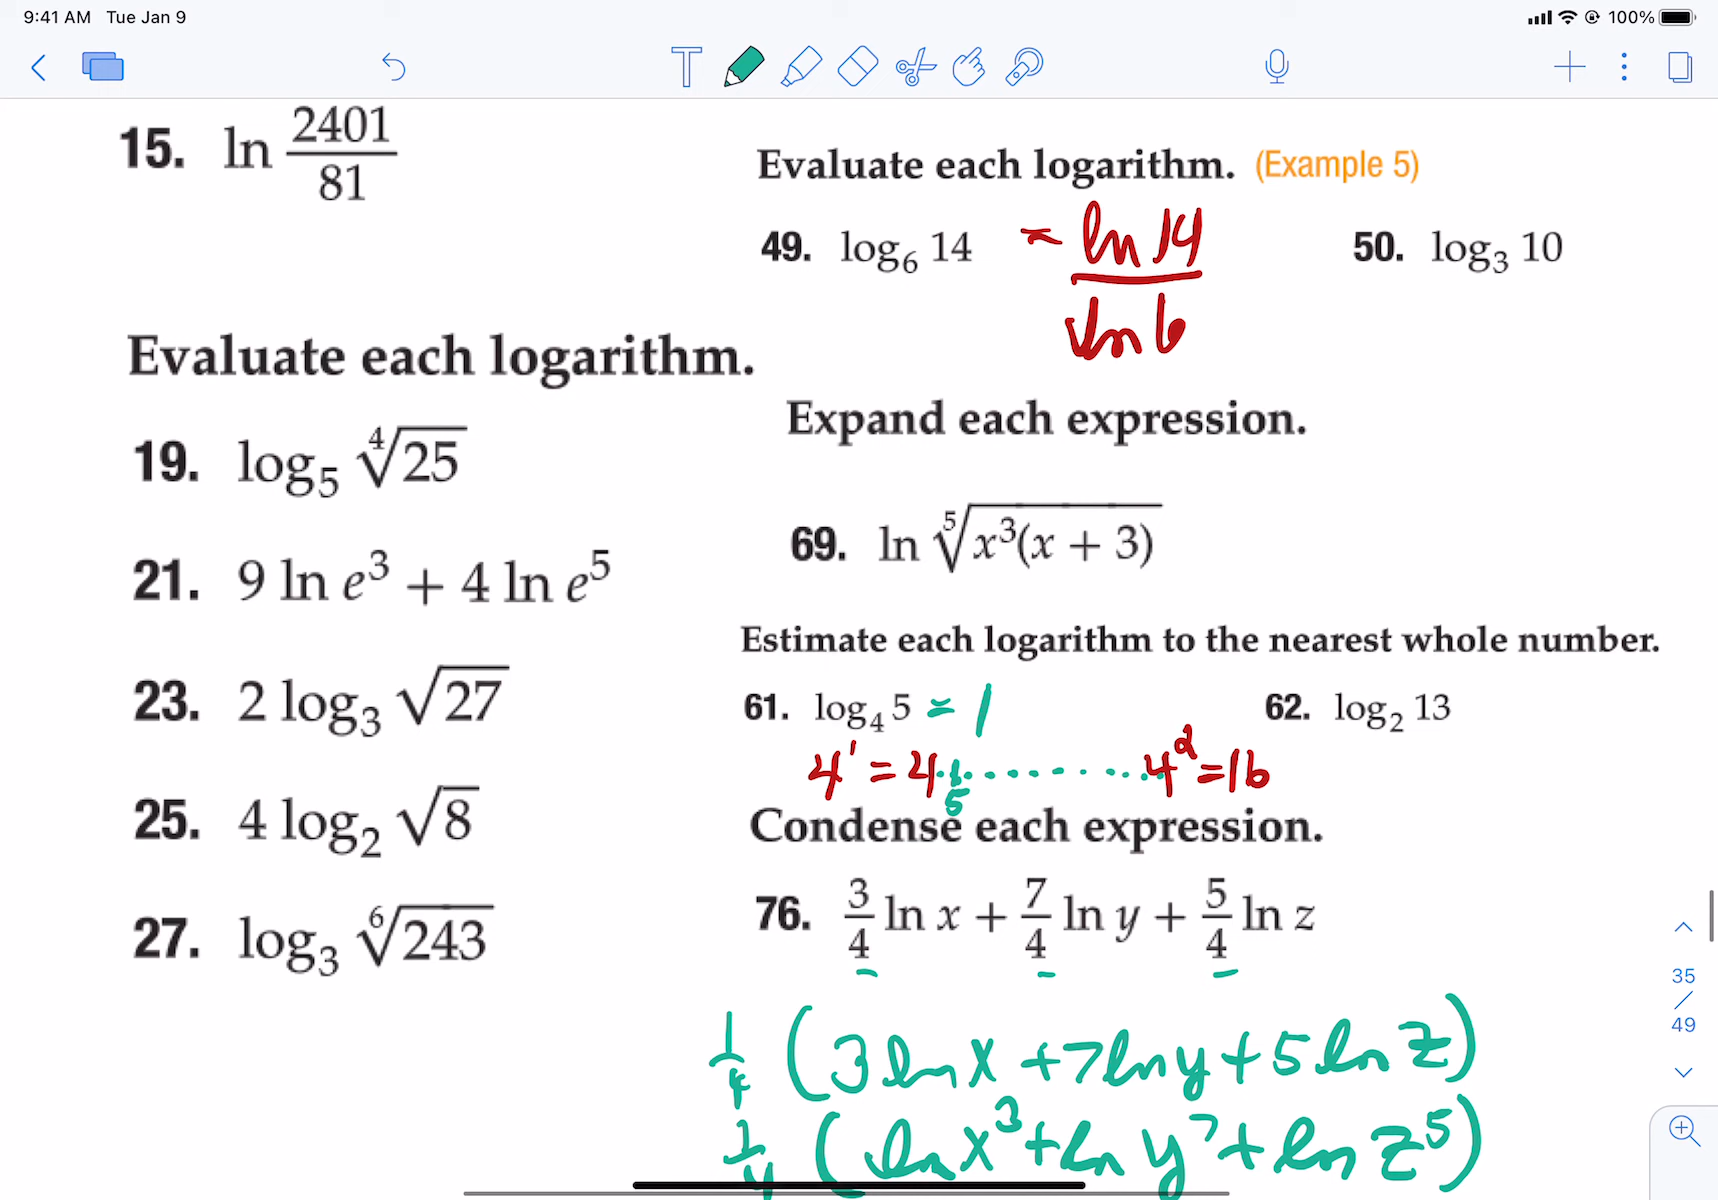 9:41 AM Tue Jan 9
100%
15. ln 2401/81
Evaluate each logarithm.
19. log₅ ⁴√25
21. 9 ln e³ + 4 ln e⁵
23. 2 log₃ √27
25. 4 log₂ √8
27. log₃ ⁶√243
Evaluate each logarithm. (Example 5)
49. log₆ 14 = ln 14 / ln 6
50. log₃ 10
Expand each expression.
69. ln ⁵√x³(x + 3)
Estimate each logarithm to the nearest whole number.
61. log₄ 5 ≈ 1
62. log₂ 13
4¹ = 4 5 4² = 16
Condense each expression.
76. 3/4 ln x + 7/4 ln y + 5/4 ln z
1/4 (3 ln x + 7 ln y + 5 ln z)
1/4 (ln x³ + ln y⁷ + ln z⁵)
35
/
49